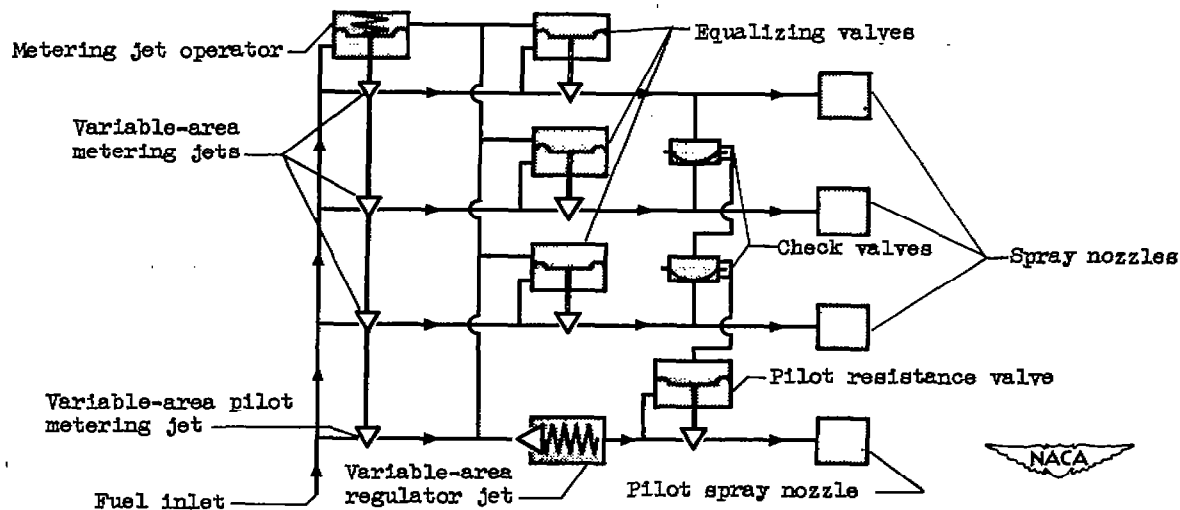 Metering jet operator
Equalizing valves
Variable-area
metering jets
Check valves
Spray nozzles
Pilot resistance valve
Variable-area pilot
metering jet
Variable-area
regulator jet
Pilot spray nozzle
Fuel inlet
NACA